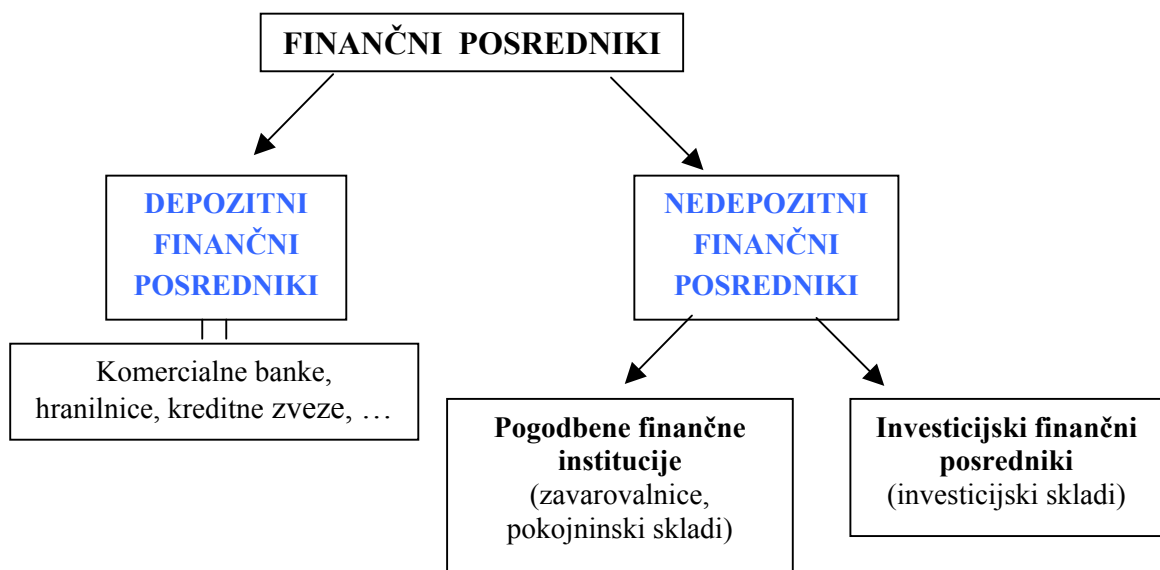 FINANČNI POSREDNIKI
DEPOZITNI
FINANČNI
POSREDNIKI
NEDEPOZITNI
FINANČNI
POSREDNIKI
Komercialne banke,
hranilnice, kreditne zveze, …
Pogodbene finančne
institucije
(zavarovalnice,
pokojninski skladi)
Investicijski finančni
posredniki
(investicijski skladi)